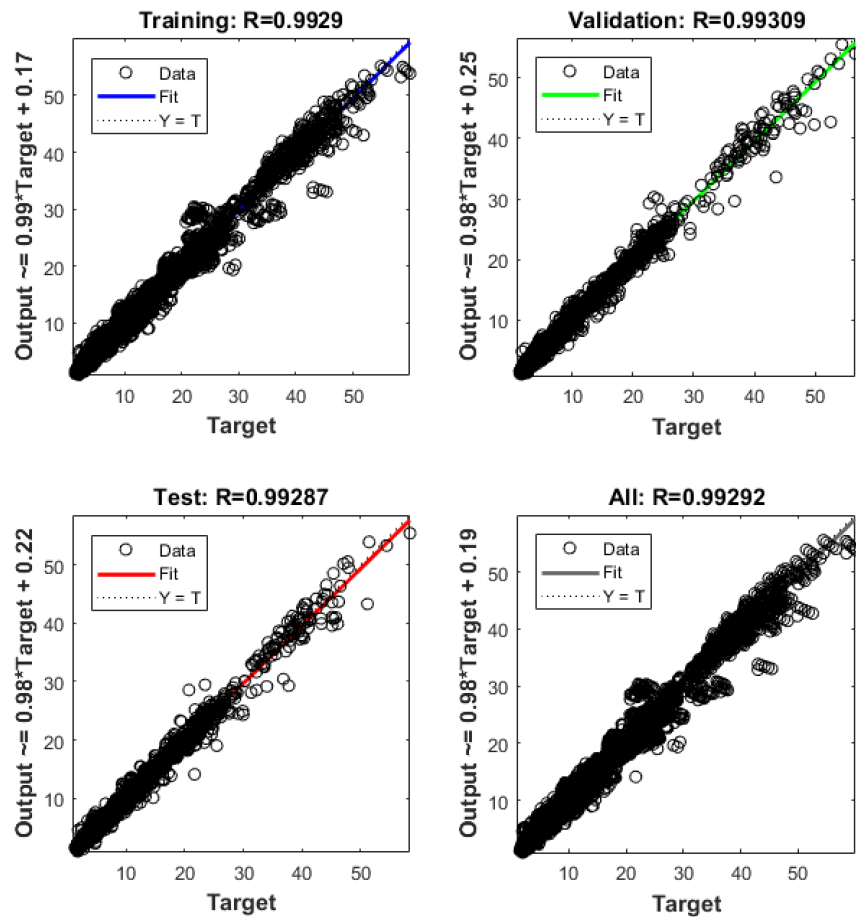 Training: R=0.9929
Output ~= 0.99*Target + 0.17
50
40
30
20
10
Data
Fit
Y = T
10 20 30 40 50
Target
Validation: R=0.99309
Output ~= 0.98*Target + 0.25
50
40
30
20
10
Data
Fit
Y = T
10 20 30 40 50
Target
Test: R=0.99287
Output ~= 0.98*Target + 0.22
50
40
30
20
10
Data
Fit
Y = T
10 20 30 40 50
Target
All: R=0.99292
Output ~= 0.98*Target + 0.19
50
40
30
20
10
Data
Fit
Y = T
10 20 30 40 50
Target